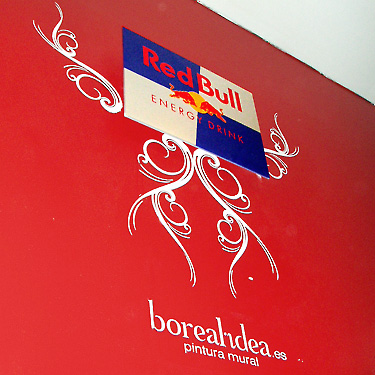 Red Bull
ENERGY DRINK
borealidea.es
pintura mural